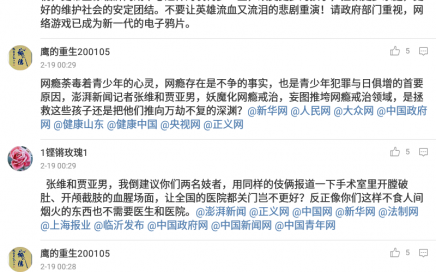 好的维护社会的安定团结。不要让英雄流血又流泪的悲剧重演！请政府部门重视，网
络游戏已成为新一代的电子鸦片。
鹰的重生200105
5
2-19 00:29
网瘾荼毒着青少年的心灵，网瘾存在是不争的事实，也是青少年犯罪与日俱增的首要
原因，澎湃新闻记者张维和贾亚男，妖魔化网瘾戒治，妄图推垮网瘾戒治领域，是拯
救这些孩子还是把他们推向万劫不复的深渊？@新华网 @人民网 @大众网 @中国政府
网 @健康山东 @健康中国 @央视网 @正义网
1铿锵玫瑰1
5
2-19 00:29
张维和贾亚男，我倒建议你们两名妓者，用同样的伎俩报道一下手术室里开膛破
肚、开颅截肢的血腥场面，让全国的医院都关门岂不更好？反正像你们这样不食人间
烟火的东西也不需要医生和医院。@澎湃新闻 @正义网 @中国网 @新华网 @法制网
@上海报业 @临沂发布 @中国政府网 @中国新闻网 @中国青年网
鹰的重生200105
5
2-19 00:28